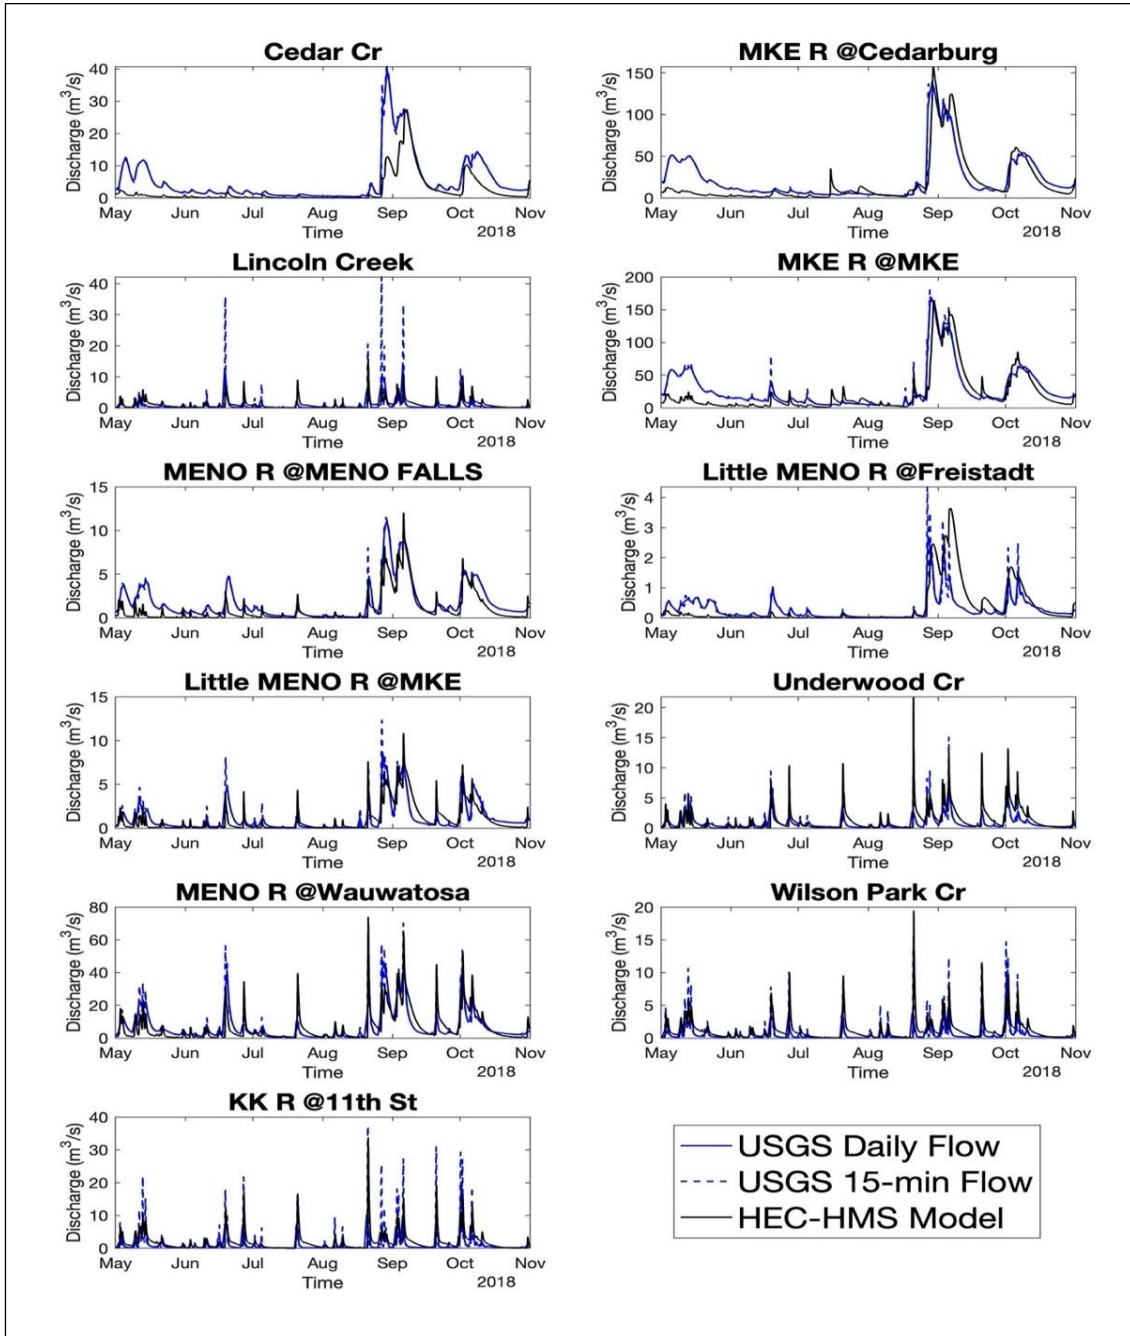 Cedar Cr
Discharge (m³/s)
40
30
20
10
0
May Jun Jul Aug Sep Oct Nov
Time 2018
MKE R @Cedarburg
Discharge (m³/s)
150
100
50
0
May Jun Jul Aug Sep Oct Nov
Time 2018
Lincoln Creek
Discharge (m³/s)
40
30
20
10
0
May Jun Jul Aug Sep Oct Nov
Time 2018
MKE R @MKE
Discharge (m³/s)
200
150
100
50
0
May Jun Jul Aug Sep Oct Nov
Time 2018
MENO R @MENO FALLS
Discharge (m³/s)
15
10
5
0
May Jun Jul Aug Sep Oct Nov
Time 2018
Little MENO R @Freistadt
Discharge (m³/s)
4
3
2
1
0
May Jun Jul Aug Sep Oct Nov
Time 2018
Little MENO R @MKE
Discharge (m³/s)
15
10
5
0
May Jun Jul Aug Sep Oct Nov
Time 2018
Underwood Cr
Discharge (m³/s)
20
15
10
5
0
May Jun Jul Aug Sep Oct Nov
Time 2018
MENO R @Wauwatosa
Discharge (m³/s)
80
60
40
20
0
May Jun Jul Aug Sep Oct Nov
Time 2018
Wilson Park Cr
Discharge (m³/s)
20
15
10
5
0
May Jun Jul Aug Sep Oct Nov
Time 2018
KK R @11th St
Discharge (m³/s)
40
30
20
10
0
May Jun Jul Aug Sep Oct Nov
Time 2018
USGS Daily Flow
USGS 15-min Flow
HEC-HMS Model